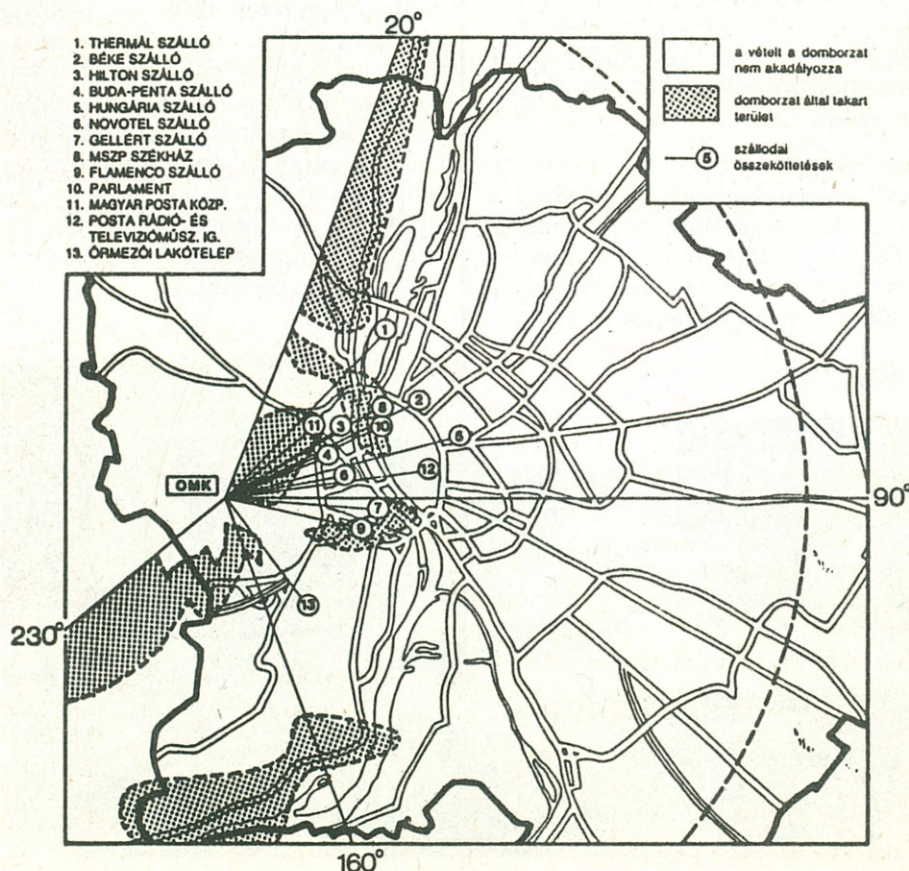 20°
1. THERMÁL SZÁLLÓ
2. BÉKE SZÁLLÓ
3. HILTON SZÁLLÓ
4. BUDA-PENTA SZÁLLÓ
5. HUNGÁRIA SZÁLLÓ
6. NOVOTEL SZÁLLÓ
7. GELLÉRT SZÁLLÓ
8. MSZP SZÉKHÁZ
9. FLAMENCO SZÁLLÓ
10. PARLAMENT
11. MAGYAR POSTA KÖZP.
12. POSTA RÁDIÓ- ÉS
TELEVIZIÓMŰSZ. IG.
13. ŐRMEZŐI LAKÓTELEP
a vételt a domborzat
nem akadályozza
domborzat által takart
terület
5 szállodai
összeköttetések
1
2
8
11 3 10
5
4
12
6
OMK
90°
7
9
13
230°
160°